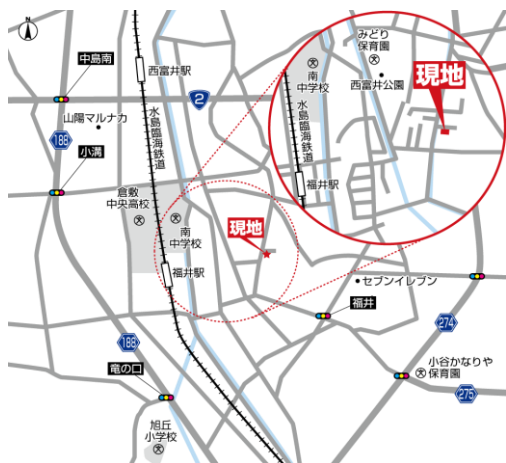 中島南
西富井駅
2
山陽マルナカ
水島臨海鉄道
188
小溝
倉敷
中央高校
南
中学校
福井駅
現地
セブンイレブン
福井
274
188
竜の口
小谷かなりや
保育園
275
旭丘
小学校
みどり
保育園
南
中学校
西富井公園
現地
水島臨海鉄道
福井駅